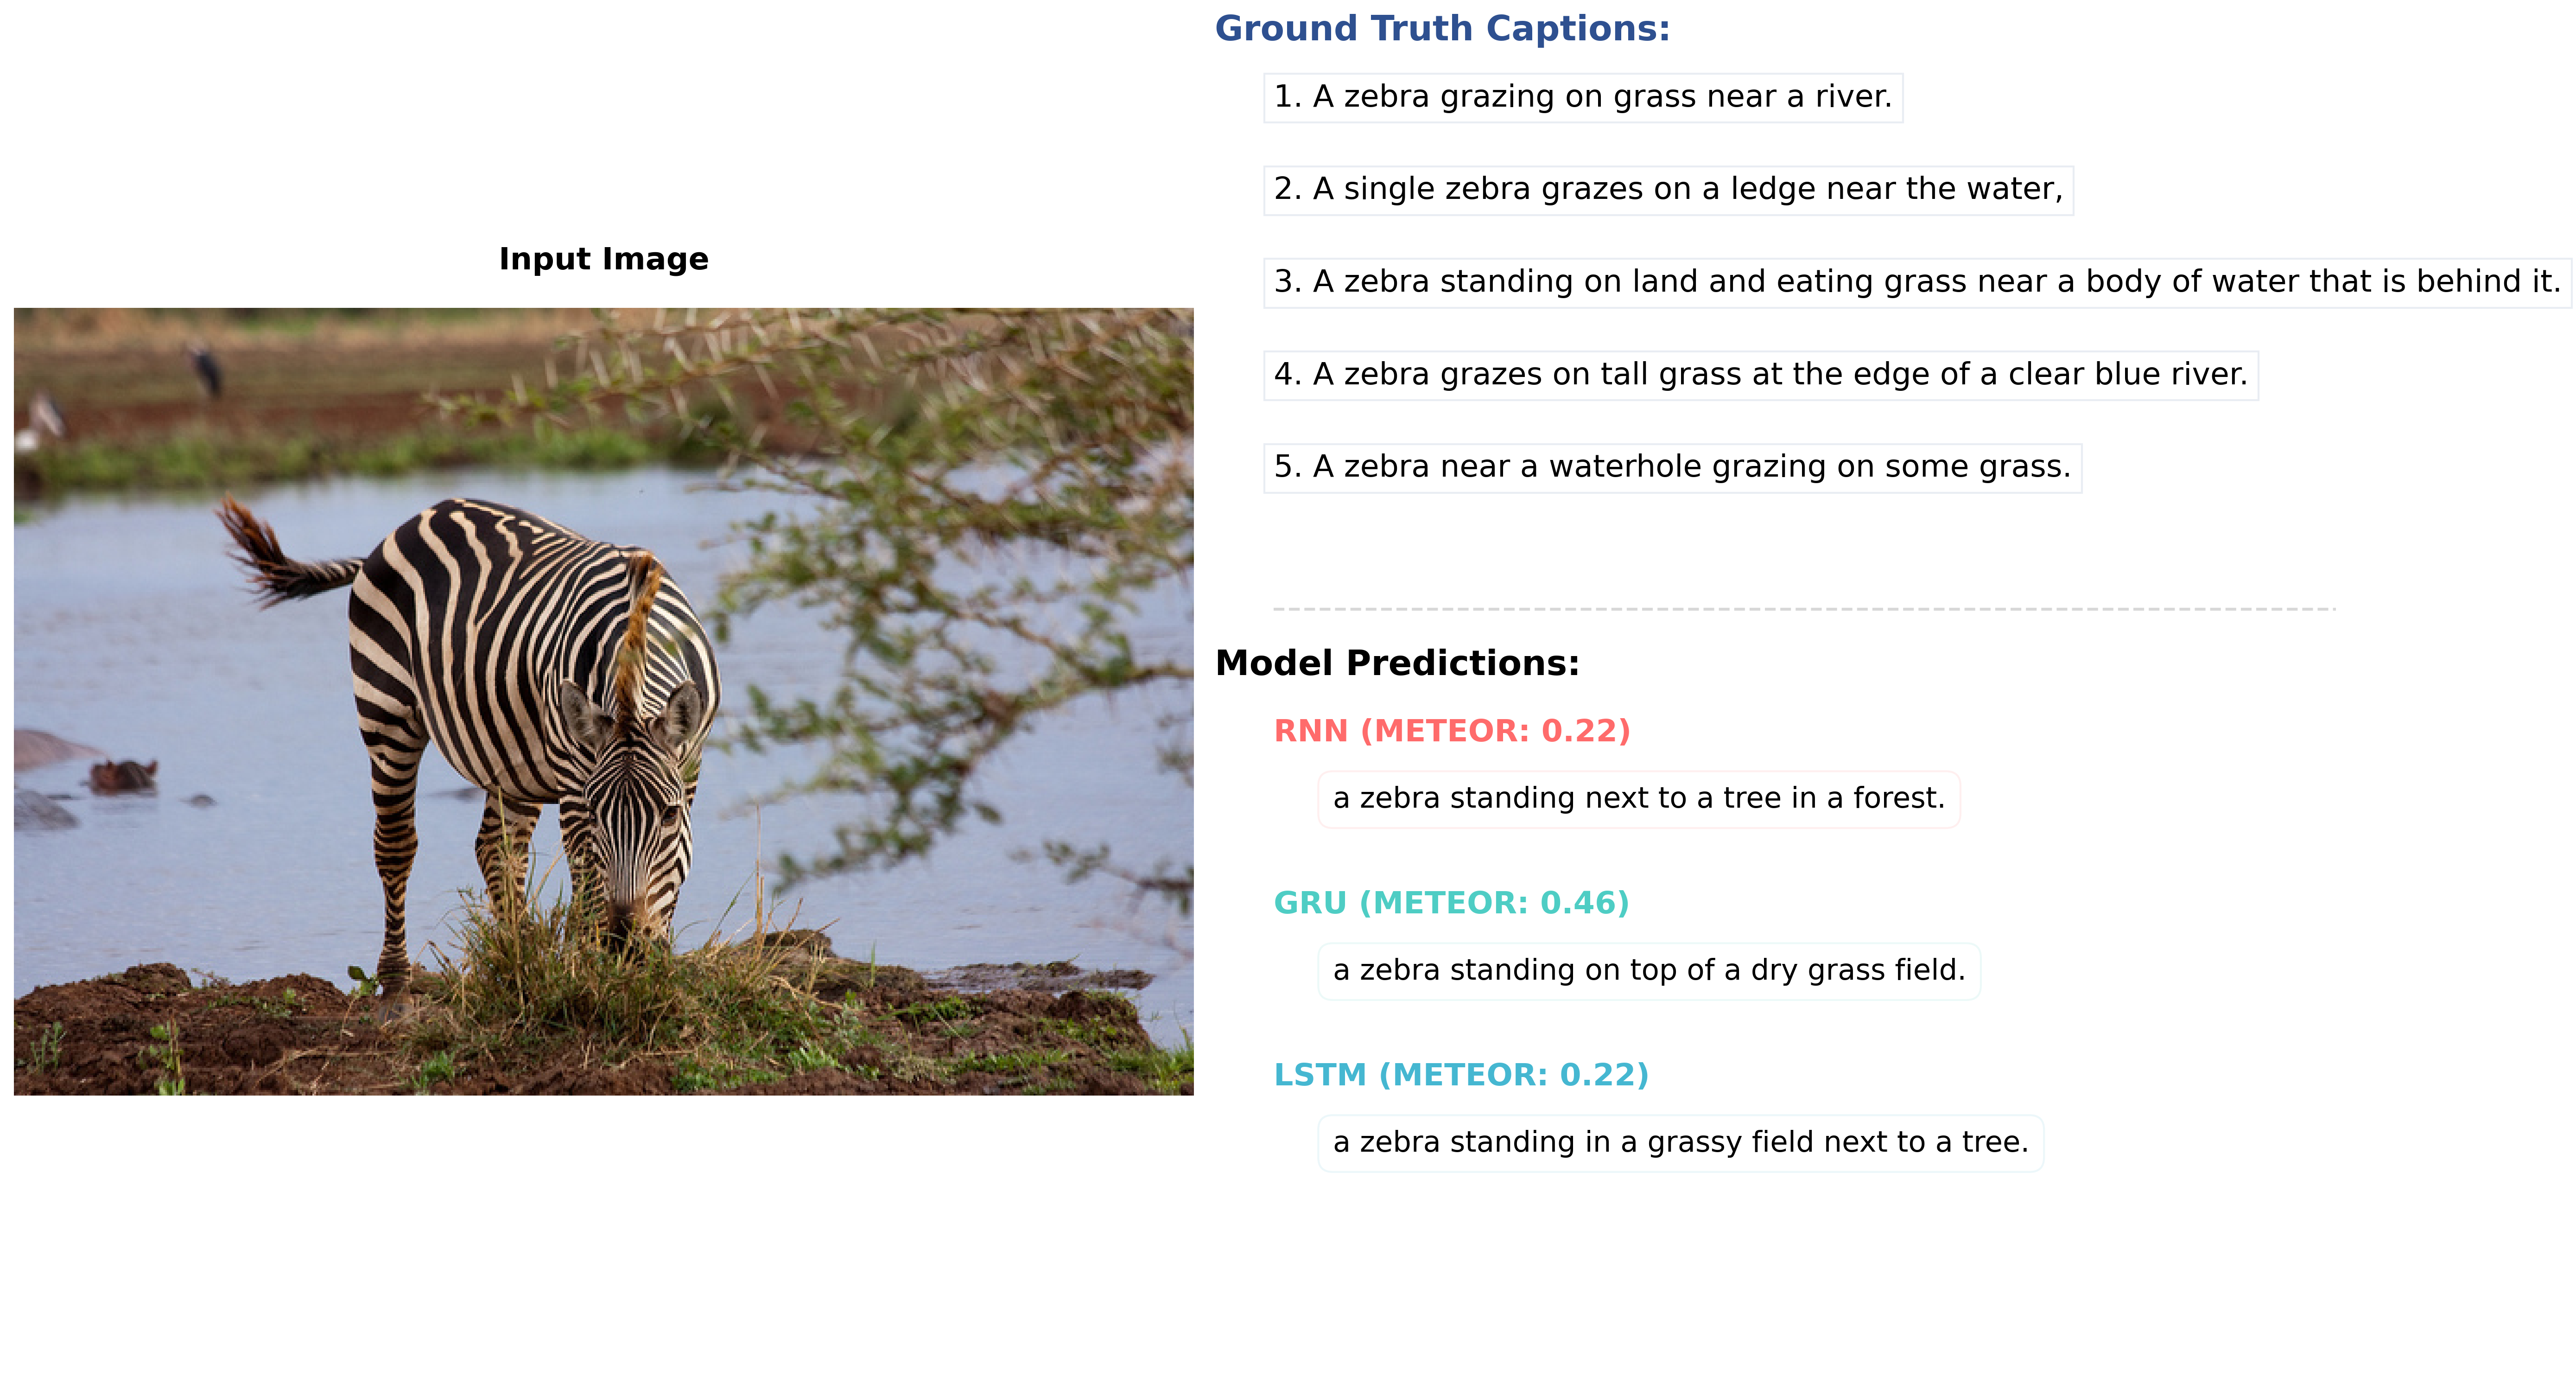 Ground Truth Captions:
1. A zebra grazing on grass near a river.
2. A single zebra grazes on a ledge near the water,
3. A zebra standing on land and eating grass near a body of water that is behind it.
4. A zebra grazes on tall grass at the edge of a clear blue river.
5. A zebra near a waterhole grazing on some grass.
Input Image
Model Predictions:
RNN (METEOR: 0.22)
a zebra standing next to a tree in a forest.
GRU (METEOR: 0.46)
a zebra standing on top of a dry grass field.
LSTM (METEOR: 0.22)
a zebra standing in a grassy field next to a tree.